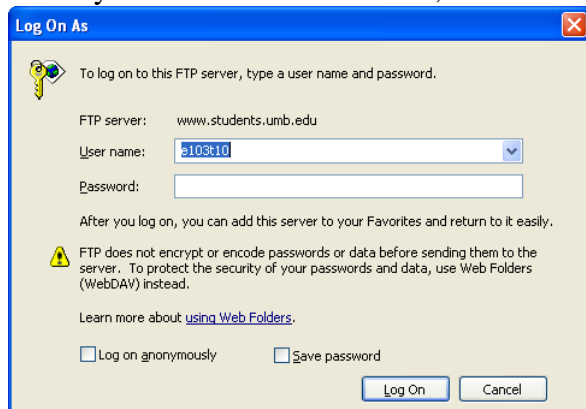 Log On As
To log on to this FTP server, type a user name and password.
FTP server: www.students.umb.edu
User name: e103t10
Password:
After you log on, you can add this server to your Favorites and return to it easily.
FTP does not encrypt or encode passwords or data before sending them to the
server. To protect the security of your passwords and data, use Web Folders
(WebDAV) instead.
Learn more about using Web Folders.
Log on anonymously Save password
Log On Cancel